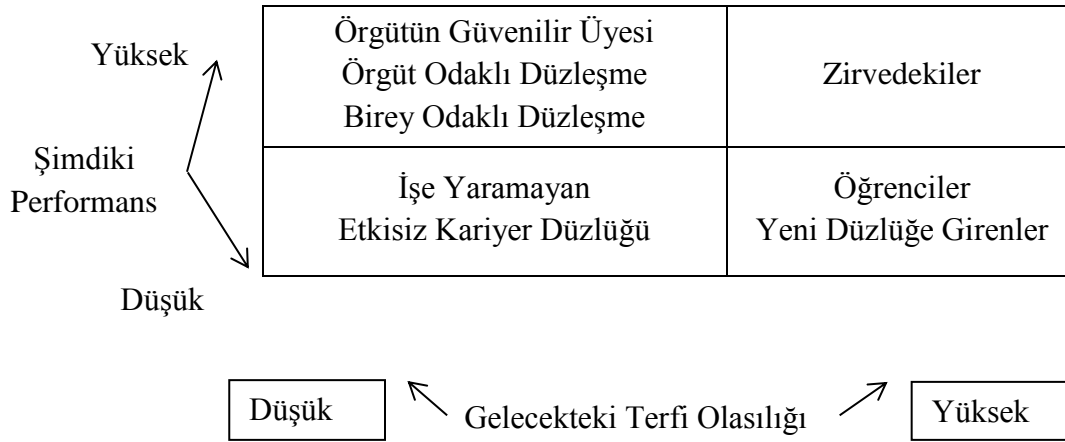 Yüksek
Örgütün Güvenilir Üyesi
Örgüt Odaklı Düzleşme
Birey Odaklı Düzleşme
Zirvedekiler
Şimdiki
Performans
İşe Yaramayan
Etkisiz Kariyer Düzlüğü
Öğrenciler
Yeni Düzlüğe Girenler
Düşük
Düşük
Gelecekteki Terfi Olasılığı
Yüksek